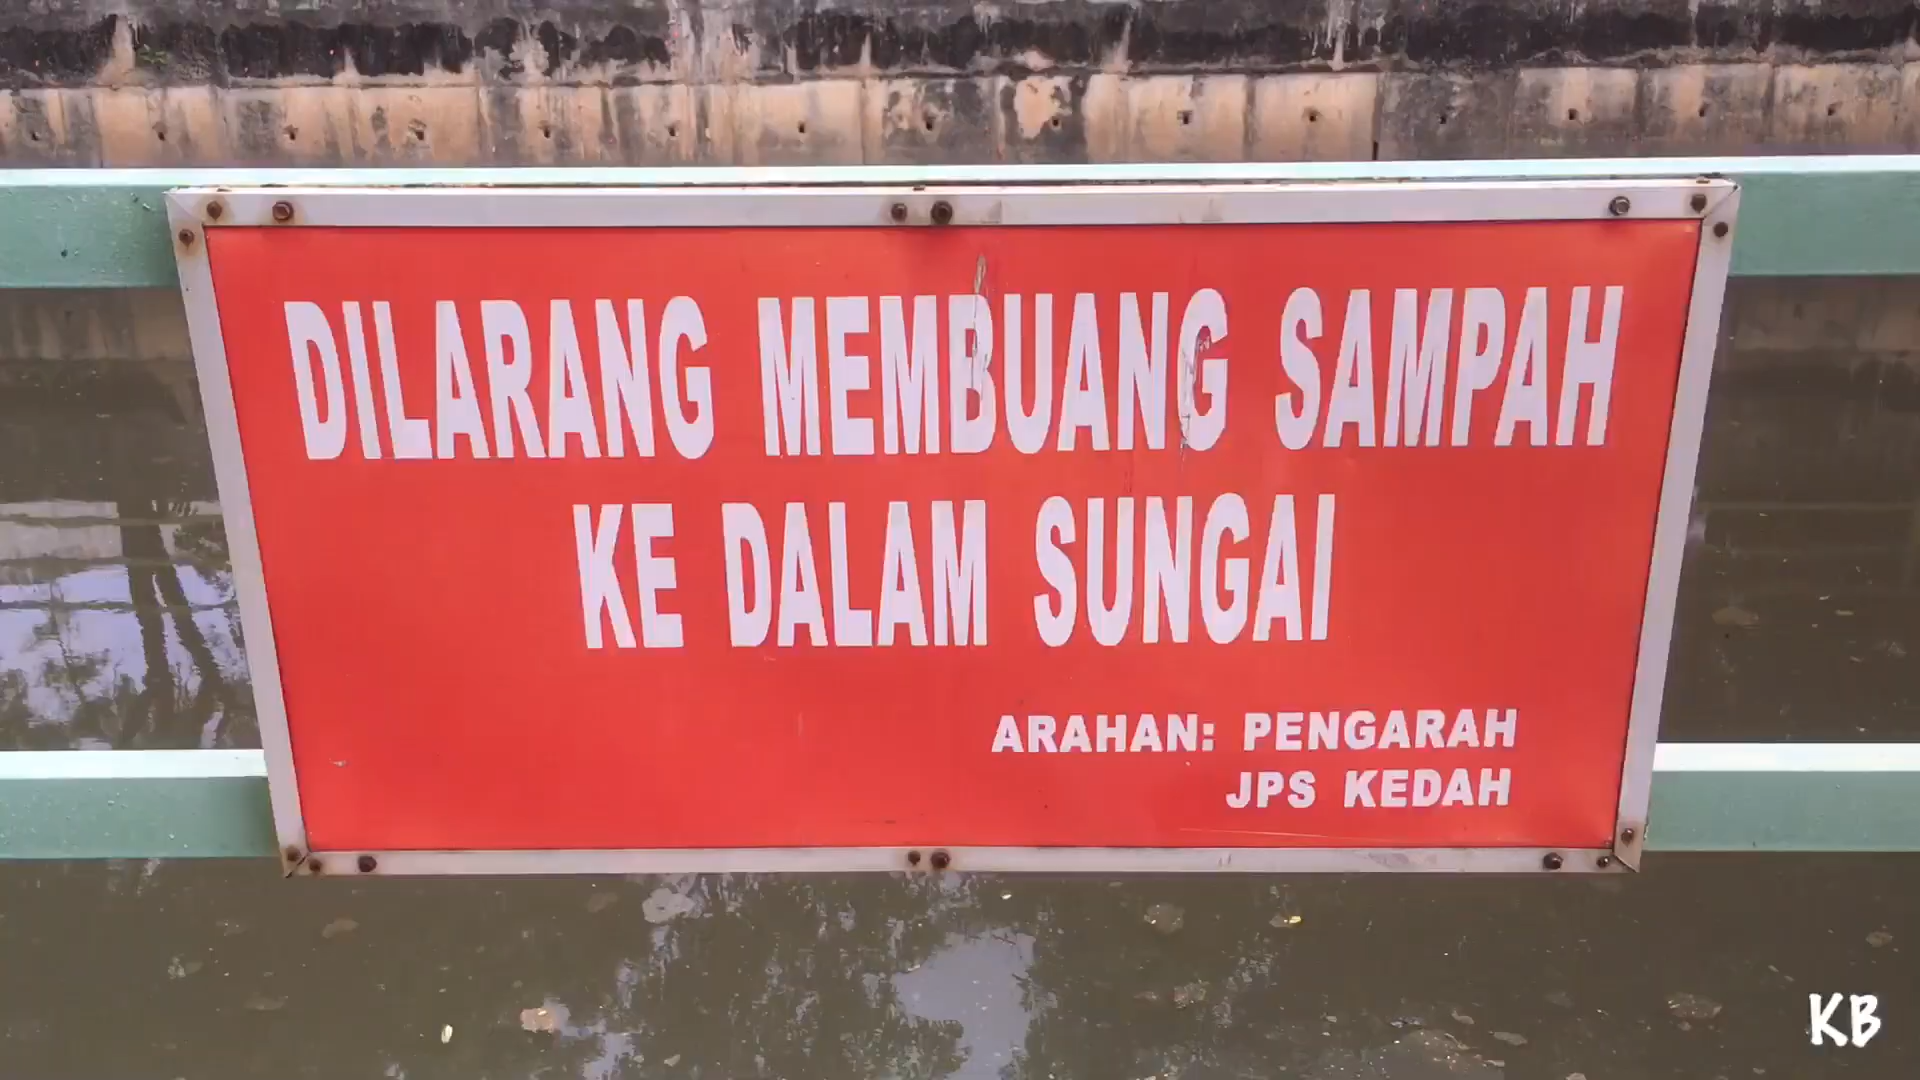 DILARANG MEMBUANG SAMPAH
KE DALAM SUNGAI
ARAHAN: PENGARAH
JPS KEDAH
KB